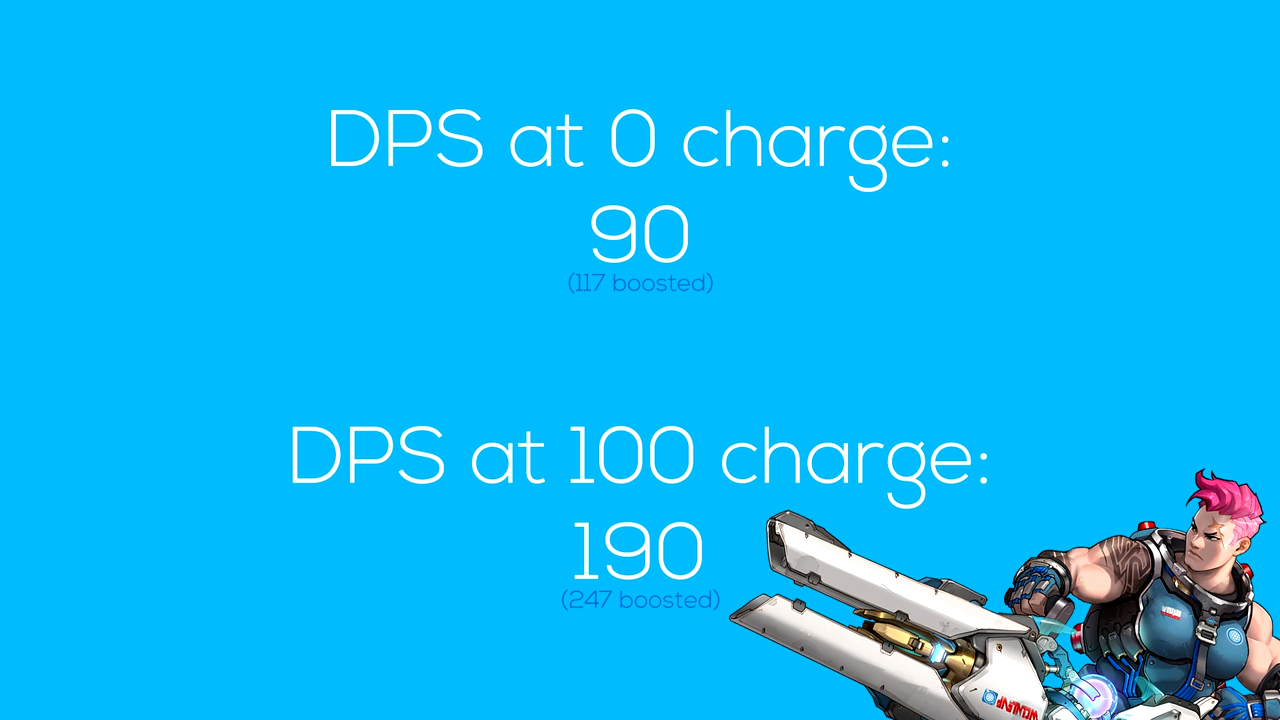 DPS at 0 charge:
90
(117 boosted)
DPS at 100 charge:
190
(247 boosted)